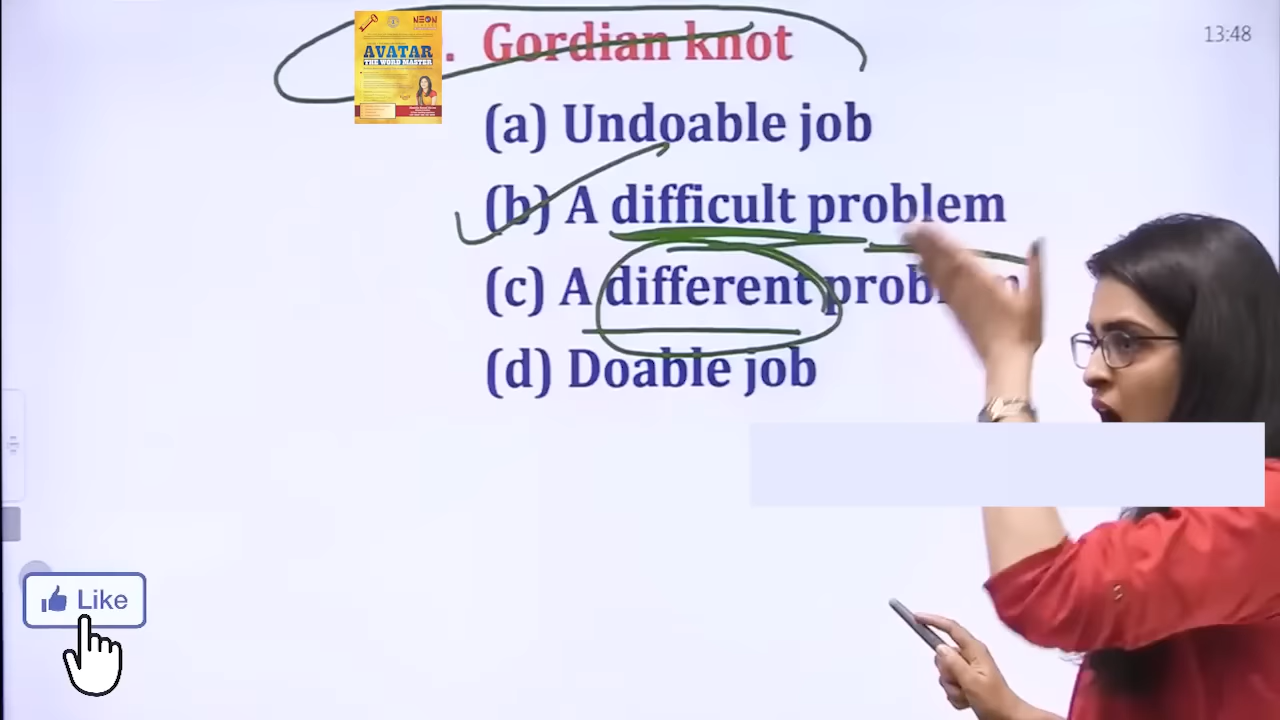 13:48
NEON
AVATAR
THE WORD MASTER
. Gordian knot
(a) Undoable job
(b) A difficult problem
(c) A different
(d) Doable job
Like